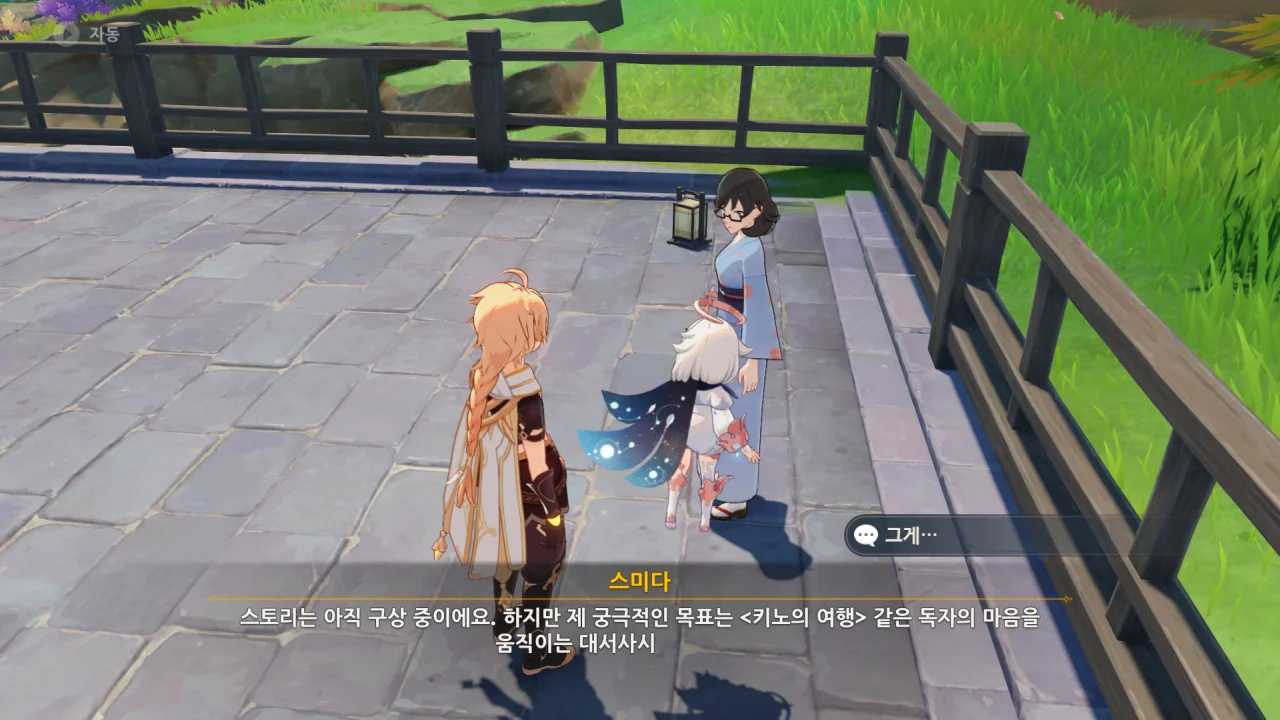 자동
그게…
스미다
스토리는 아직 구상 중이에요. 하지만 제 궁극적인 목표는 <키노의 여행> 같은 독자의 마음을
움직이는 대서사시